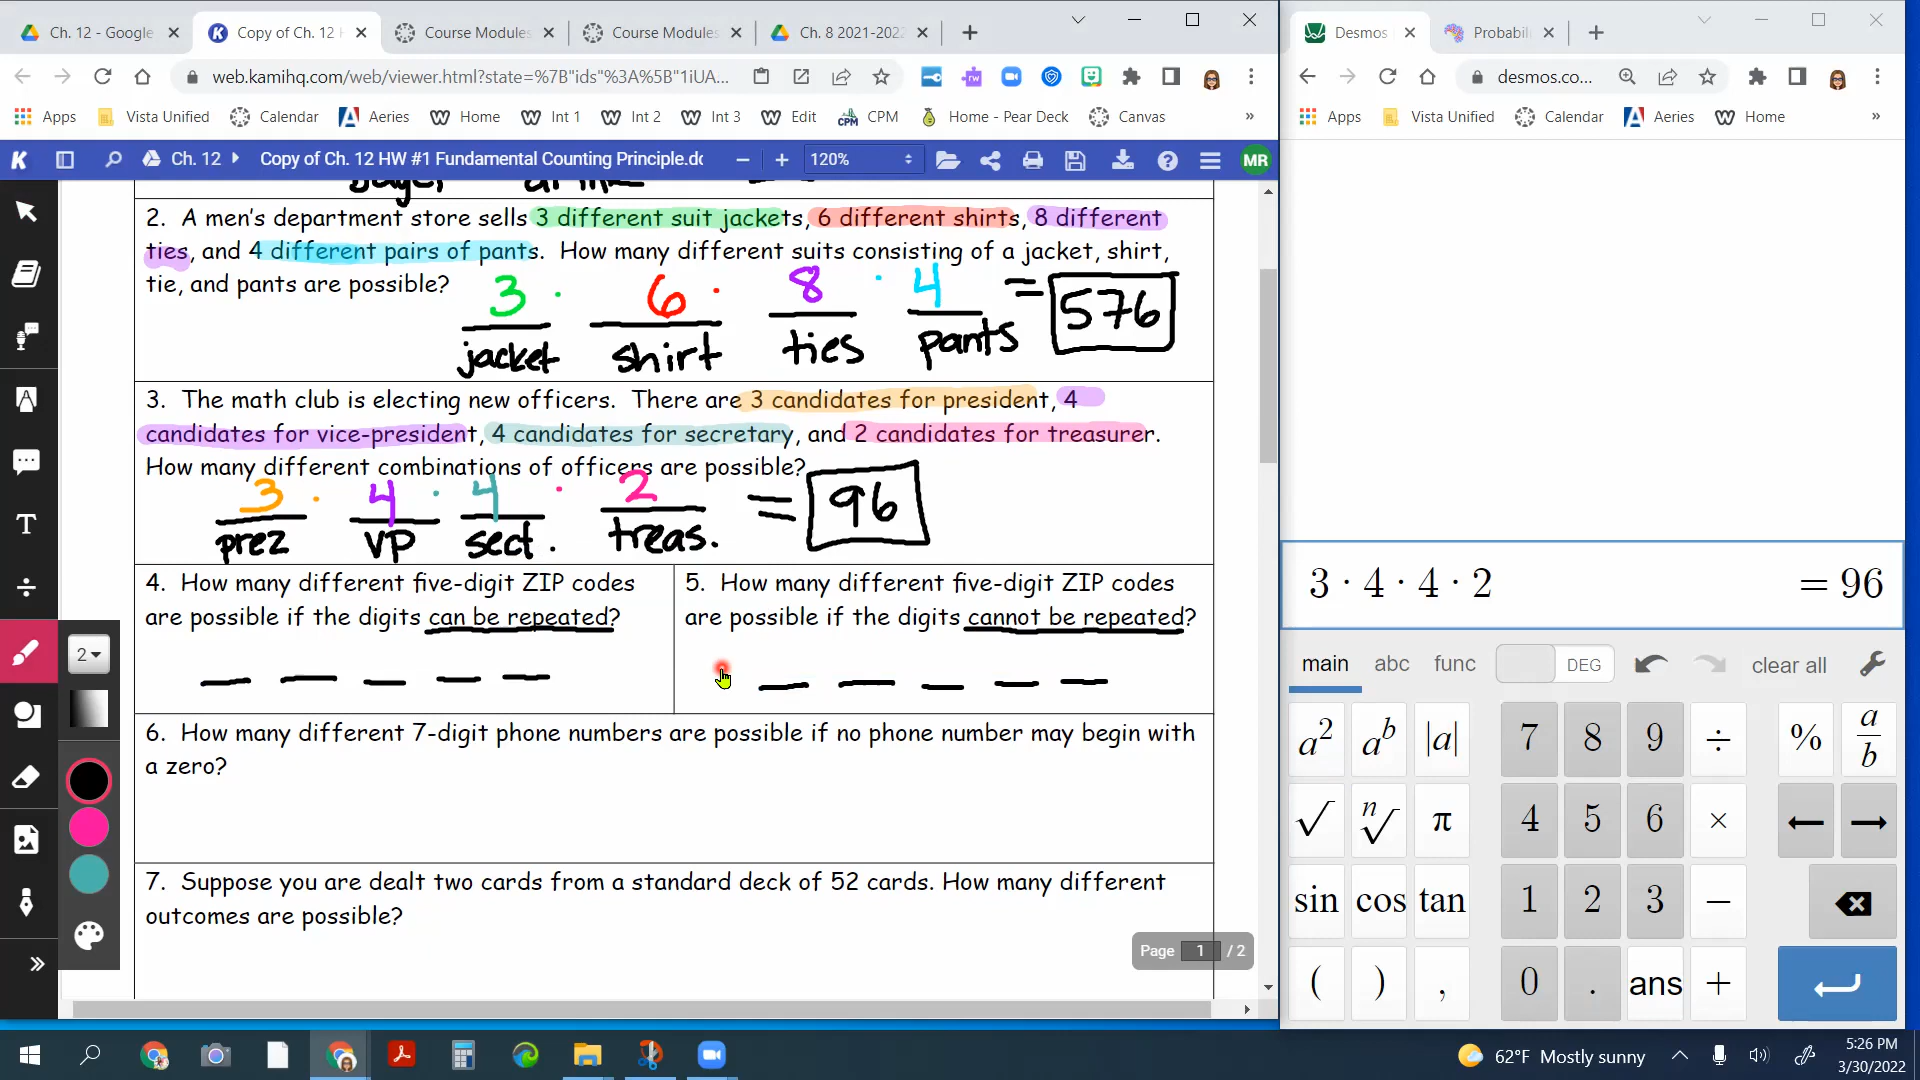 Ch. 12 - Google
Copy of Ch. 12 H
Course Modules
Course Modules
Ch. 8 2021-2022
Desmos
Probabili
web.kamihq.com/web/viewer.html?state=%7B"ids"%3A%5B"1iUA...
desmos.co...
Apps
Vista Unified
Calendar
Aeries
Home
Int 1
Int 2
Int 3
Edit
CPM
CPM
Home - Pear Deck
Canvas
»
Apps
Vista Unified
Calendar
Aeries
Home
»
K
Ch. 12
Copy of Ch. 12 HW #1 Fundamental Counting Principle.dc
120%
MR
2. A men's department store sells 3 different suit jackets, 6 different shirts, 8 different
ties, and 4 different pairs of pants. How many different suits consisting of a jacket, shirt,
tie, and pants are possible?
3 · 6 · 8 · 4 = 576
jacket shirt ties pants
3. The math club is electing new officers. There are 3 candidates for president, 4
candidates for vice-president, 4 candidates for secretary, and 2 candidates for treasurer.
How many different combinations of officers are possible?
3 · 4 · 4 · 2 = 96
prez VP sect. treas.
4. How many different five-digit ZIP codes
are possible if the digits can be repeated?
5. How many different five-digit ZIP codes
are possible if the digits cannot be repeated?
6. How many different 7-digit phone numbers are possible if no phone number may begin with
a zero?
7. Suppose you are dealt two cards from a standard deck of 52 cards. How many different
outcomes are possible?
Page 1 / 2
2
T
3 · 4 · 4 · 2 = 96
main abc func DEG clear all
a² aᵇ |a| 7 8 9 ÷ % a/b
√ ⁿ√ π 4 5 6 × ← →
sin cos tan 1 2 3 −
( ) , 0 . ans +
62°F Mostly sunny
5:26 PM
3/30/2022